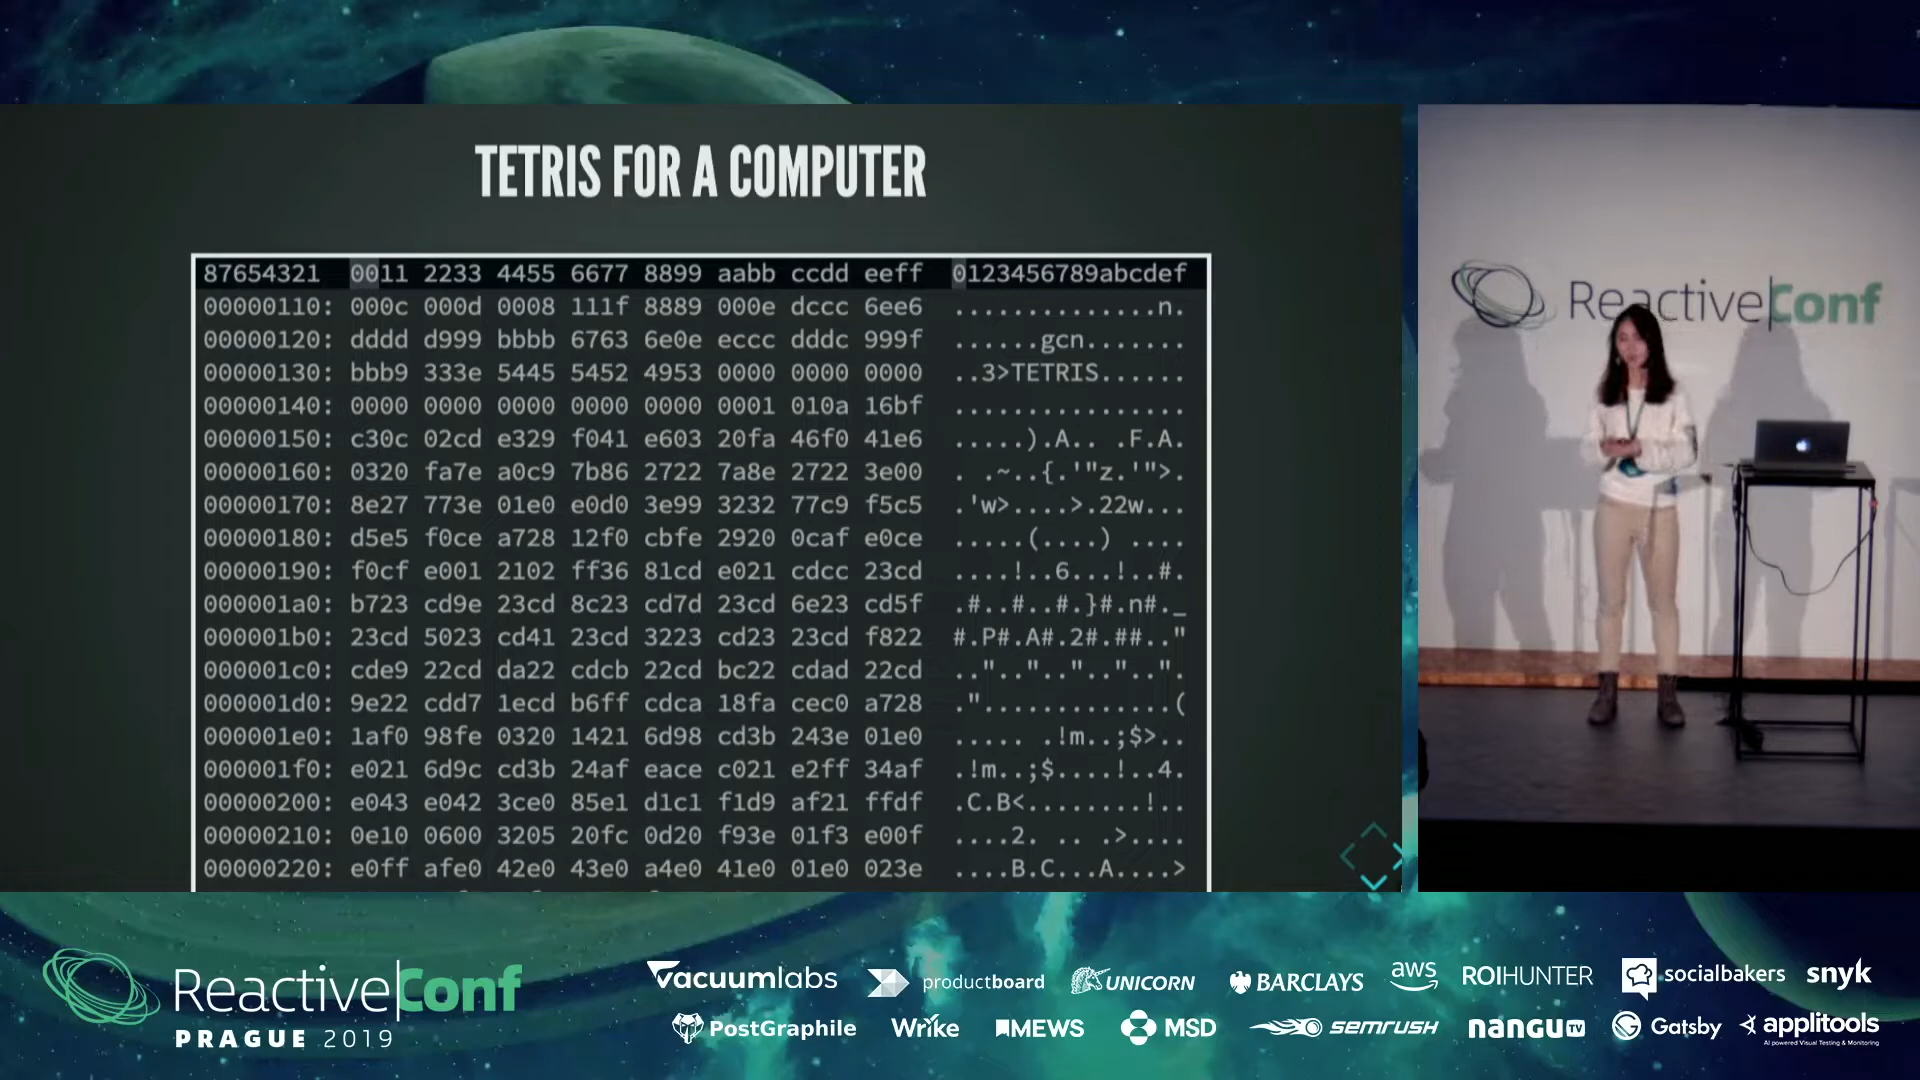 TETRIS FOR A COMPUTER
87654321 0011 2233 4455 6677 8899 aabb ccdd eeff 0123456789abcdef
00000110: 000c 000d 0008 111f 8889 000e dccc 6ee6 ..............n.
00000120: dddd d999 bbbb 6763 6e0e eccc dddc 999f ......gcn.......
00000130: bbb9 333e 5445 5452 4953 0000 0000 0000 ..3>TETRIS......
00000140: 0000 0000 0000 0000 0000 0001 010a 16bf ................
00000150: c30c 02cd e329 f041 e603 20fa 46f0 41e6 .....).A.. .F.A.
00000160: 0320 fa7e a0c9 7b86 2722 7a8e 2722 3e00 . .~..{.'"z.'">.
00000170: 8e27 773e 01e0 e0d0 3e99 3232 77c9 f5c5 .'w>....>.22w...
00000180: d5e5 f0ce a728 12f0 cbfe 2920 0caf e0ce .....(....) ....
00000190: f0cf e001 2102 ff36 81cd e021 cdcc 23cd ....!..6...!..#.
000001a0: b723 cd9e 23cd 8c23 cd7d 23cd 6e23 cd5f .#..#..#.}#.n#._
000001b0: 23cd 5023 cd41 23cd 3223 cd23 23cd f822 #.P#.A#.2#.##.."
000001c0: cde9 22cd da22 cdcb 22cd bc22 cdad 22cd ..".."..".."..".
000001d0: 9e22 cdd7 1ecd b6ff cdca 18fa cec0 a728 .".............(
000001e0: 1af0 98fe 0320 1421 6d98 cd3b 243e 01e0 ..... .!m..;$>..
000001f0: e021 6d9c cd3b 24af eace c021 e2ff 34af .!m..;$....!..4.
00000200: e043 e042 3ce0 85e1 d1c1 f1d9 af21 ffdf .C.B<........!..
00000210: 0e10 0600 3205 20fc 0d20 f93e 01f3 e00f ....2. .. .>....
00000220: e0ff afe0 42e0 43e0 a4e0 41e0 01e0 023e ....B.C...A....>
Reactive|Conf
Reactive|Conf
PRAGUE 2019
vacuumlabs productboard UNICORN BARCLAYS aws ROIHUNTER socialbakers snyk
PostGraphile Wrike MEWS MSD SEMRUSH nangu TV Gatsby applitools
AI powered Visual Testing & Monitoring